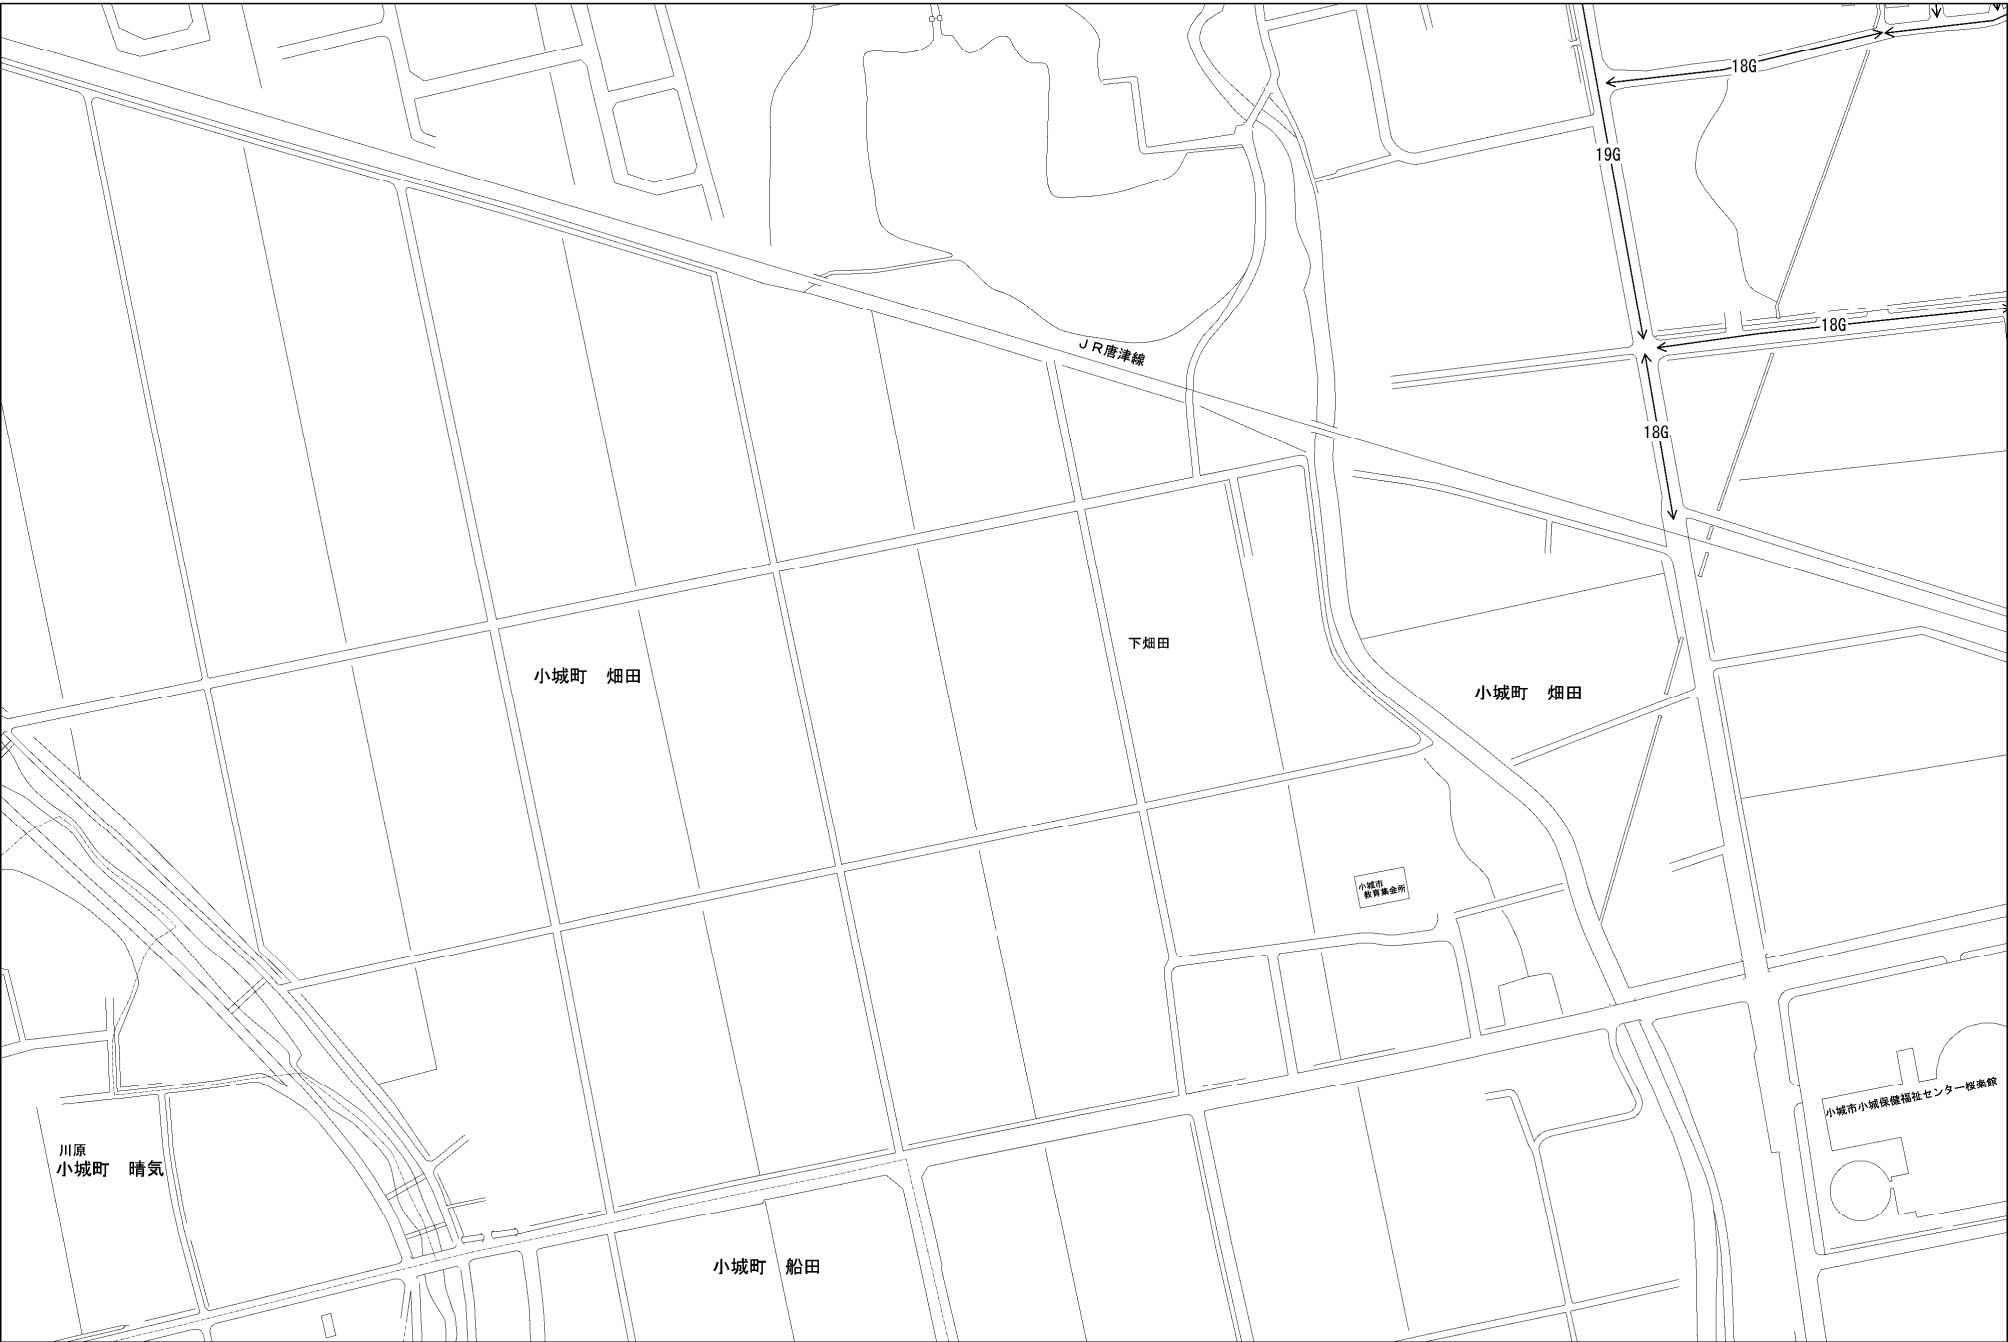 18G
19G
18G
ＪＲ唐津線
18G
下畑田
小城町　畑田
小城町　畑田
小城市
教育集会所
小城市小城保健福祉センター桜楽館
川原
小城町　晴気
小城町　船田